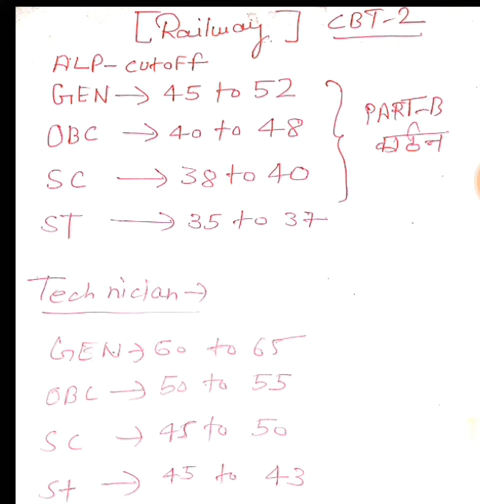 [Railway] CBT-2
ALP- cutoff
GEN → 45 to 52
OBC → 40 to 48
PART-B
कठिन
SC → 38 to 40
ST → 35 to 37
Technician →
GEN → 60 to 65
OBC → 50 to 55
SC → 45 to 50
St → 45 to 43